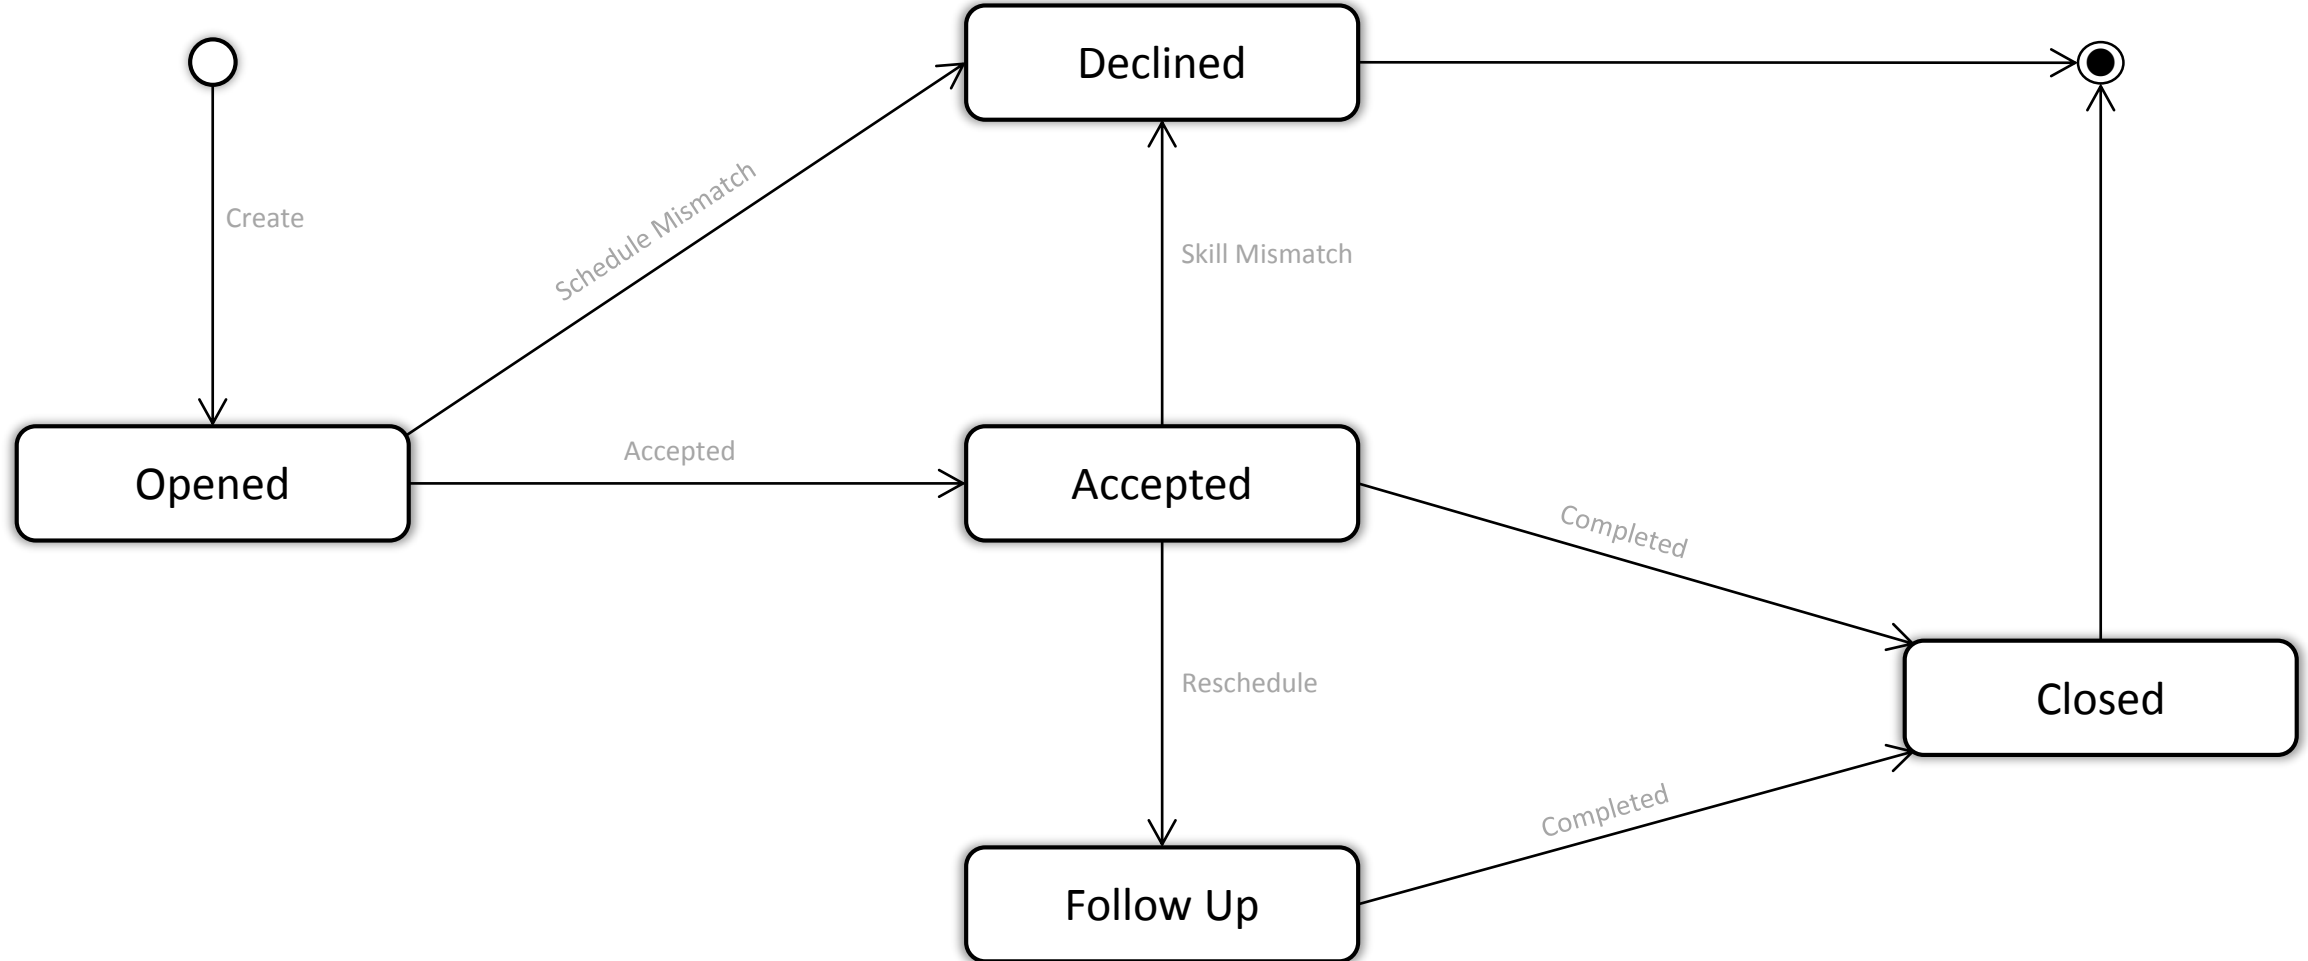 Declined
Schedule Mismatch
Create
Skill Mismatch
Accepted
Opened
Accepted
Completed
Reschedule
Closed
Completed
Follow Up